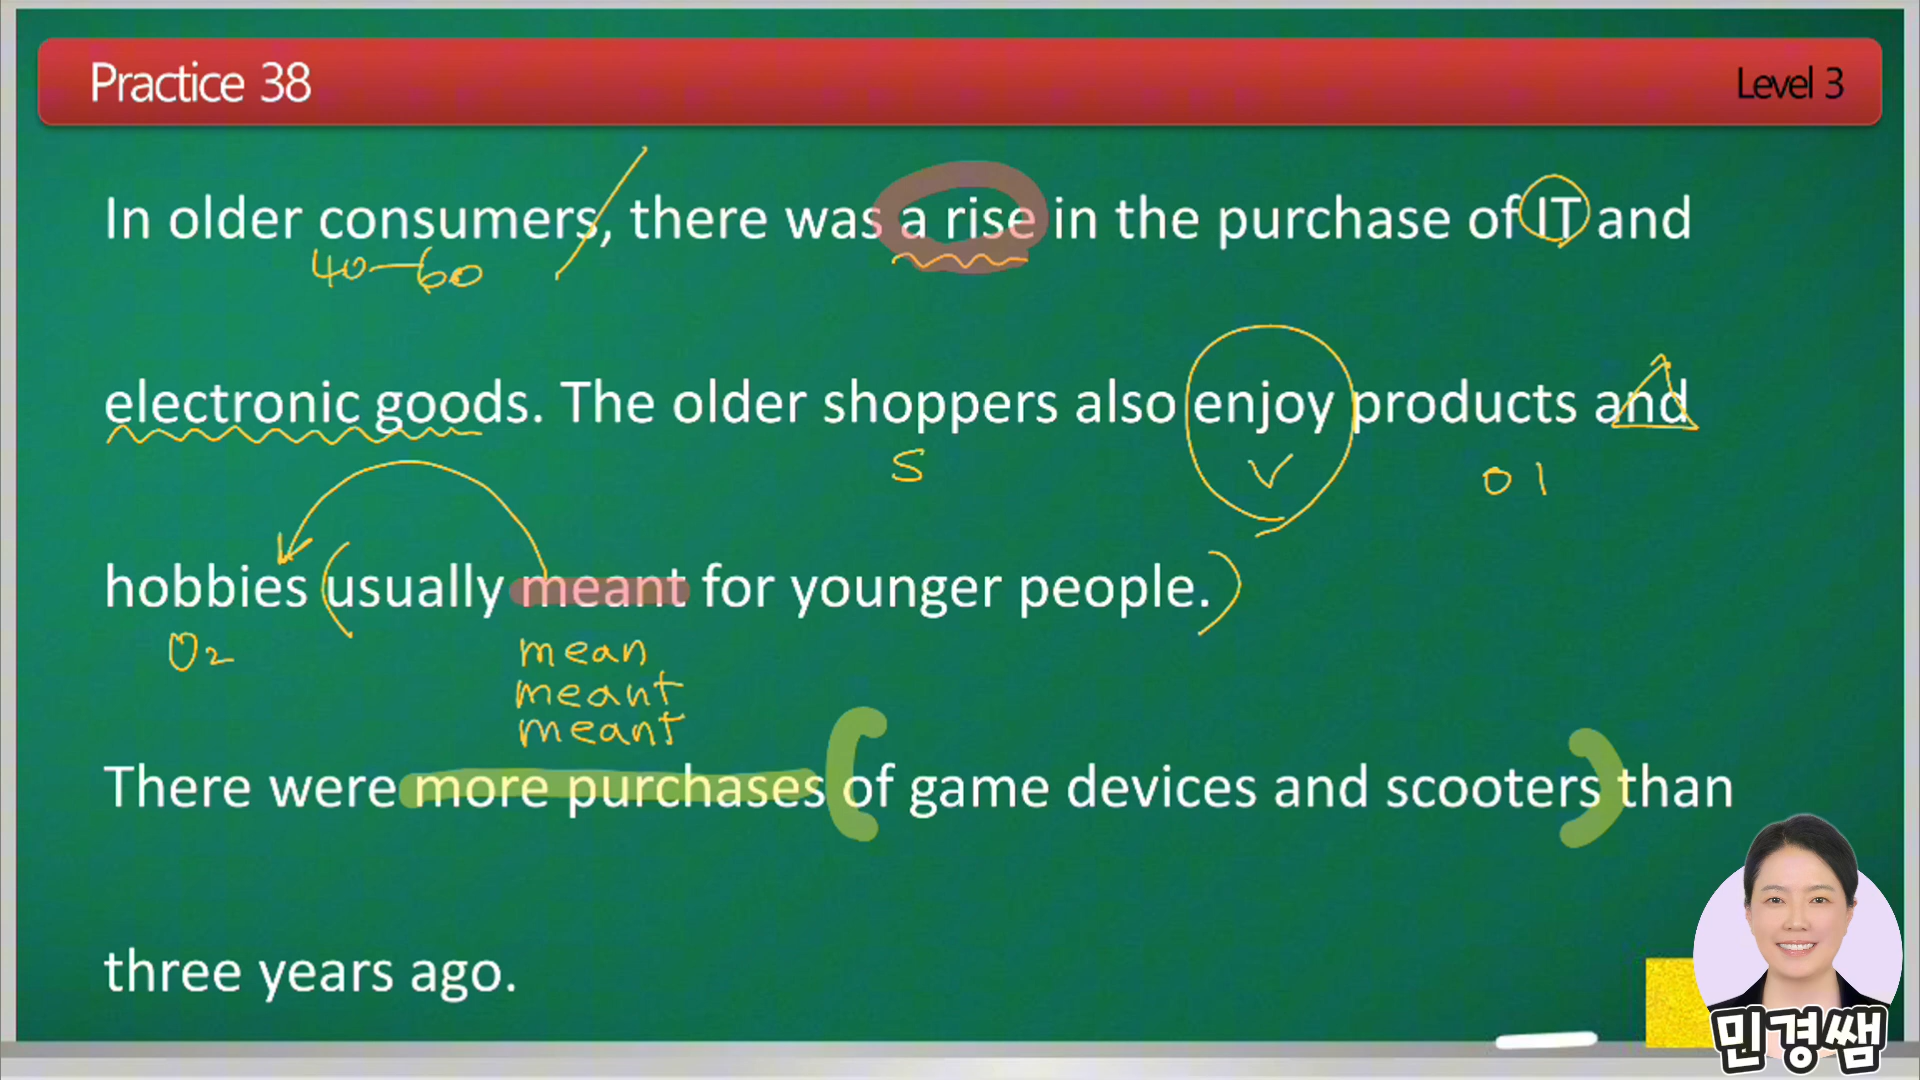 Practice 38
Level 3
In older consumers, there was a rise in the purchase of IT and
40-60
electronic goods. The older shoppers also enjoy products and
S V O1
hobbies (usually meant for younger people.)
O2
mean
meant
meant
There were more purchases (of game devices and scooters) than
three years ago.
민경쌤